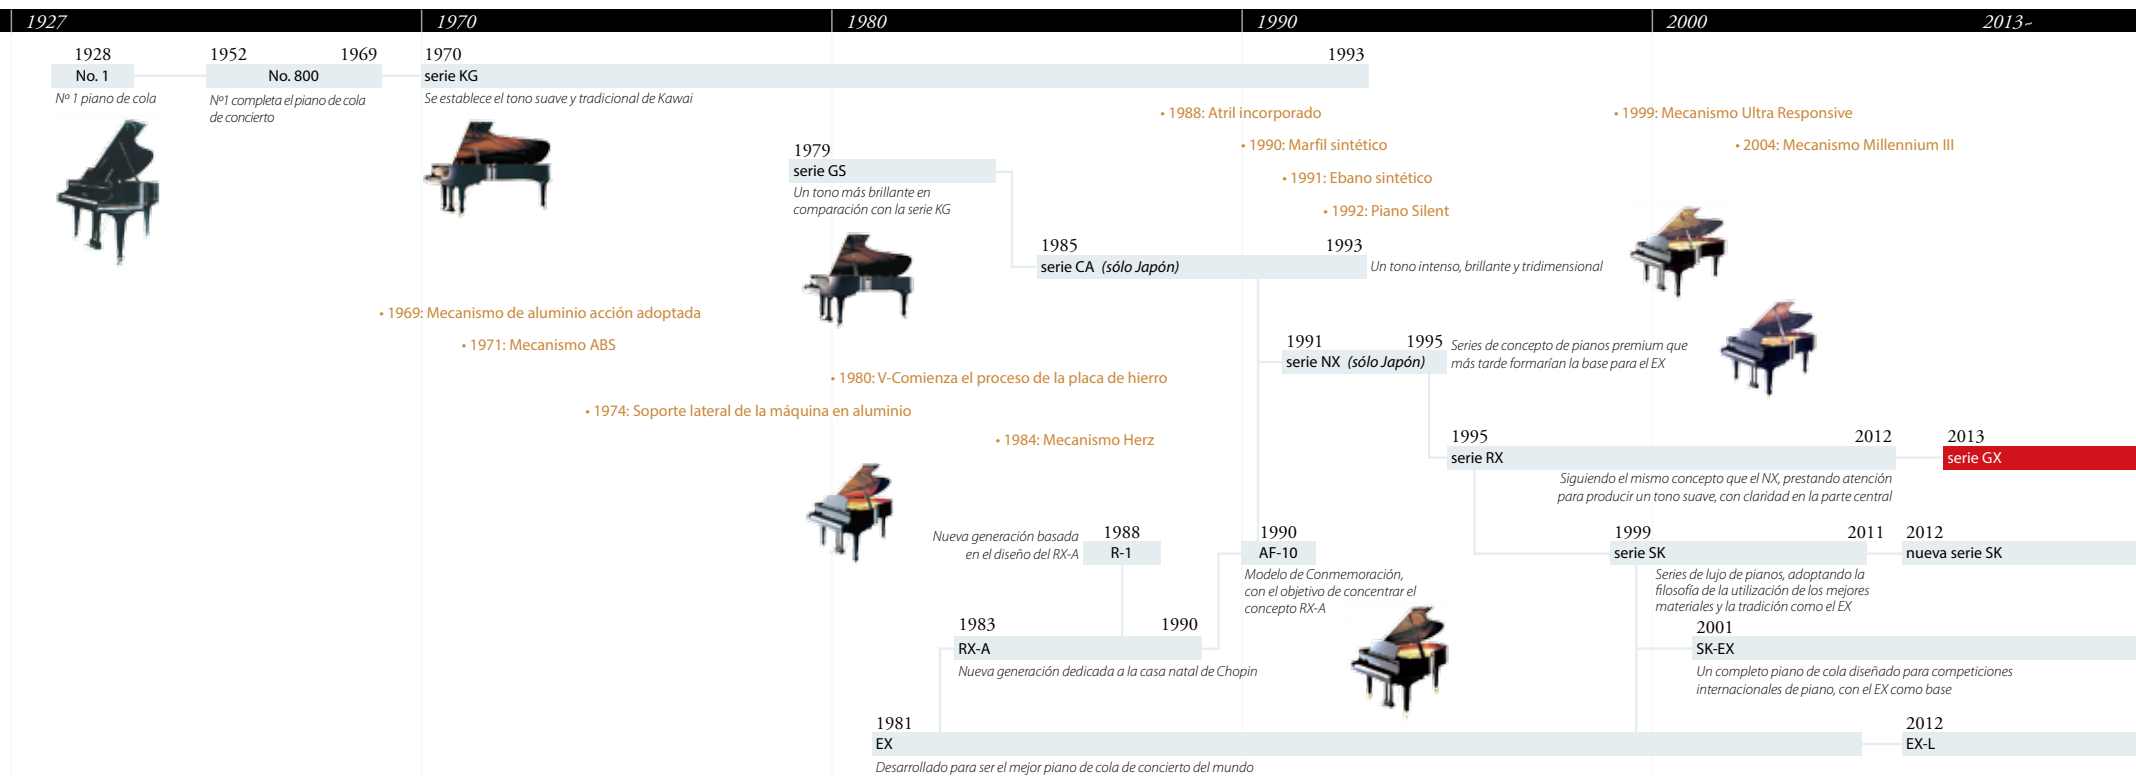 1927 1970 1980 1990 2000 2013~
1928 1952 1969 1970 1993
No. 1 No. 800 serie KG
Nº 1 piano de cola
Nº1 completa el piano de cola
de concierto
Se establece el tono suave y tradicional de Kawai
• 1988: Atril incorporado
• 1999: Mecanismo Ultra Responsive
• 1990: Marfil sintético
• 2004: Mecanismo Millennium III
1979
serie GS
Un tono más brillante en
comparación con la serie KG
• 1991: Ebano sintético
• 1992: Piano Silent
1985 1993
serie CA (sólo Japón)
Un tono intenso, brillante y tridimensional
• 1969: Mecanismo de aluminio acción adoptada
• 1971: Mecanismo ABS
1991 1995
serie NX (sólo Japón)
Series de concepto de pianos premium que
más tarde formarían la base para el EX
• 1980: V-Comienza el proceso de la placa de hierro
• 1974: Soporte lateral de la máquina en aluminio
• 1984: Mecanismo Herz
1995 2012 2013
serie RX serie GX
Siguiendo el mismo concepto que el NX, prestando atención
para producir un tono suave, con claridad en la parte central
Nueva generación basada
en el diseño del RX-A
1988
R-1
1990
AF-10
Modelo de Conmemoración,
con el objetivo de concentrar el
concepto RX-A
1999 2011 2012
serie SK nueva serie SK
Series de lujo de pianos, adoptando la
filosofía de la utilización de los mejores
materiales y la tradición como el EX
1983 1990
RX-A
Nueva generación dedicada a la casa natal de Chopin
2001
SK-EX
Un completo piano de cola diseñado para competiciones
internacionales de piano, con el EX como base
1981 2012
EX EX-L
Desarrollado para ser el mejor piano de cola de concierto del mundo